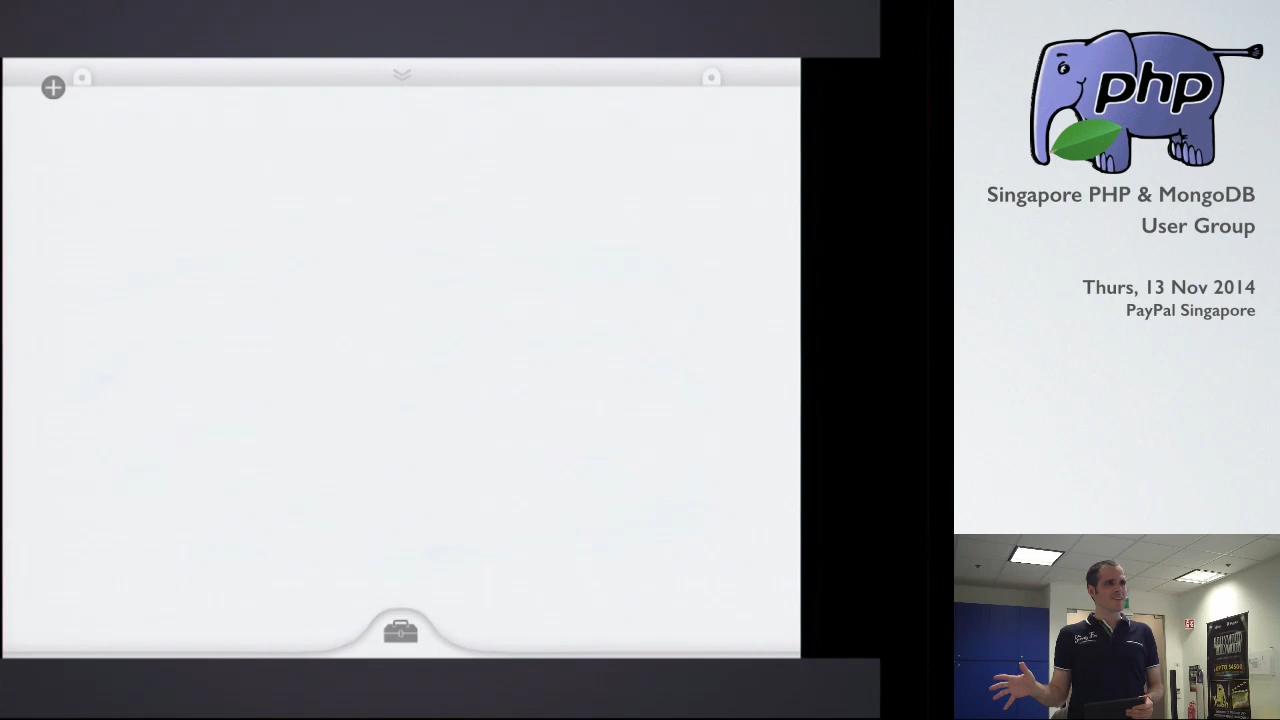 php
Singapore PHP & MongoDB
User Group
Thurs, 13 Nov 2014
PayPal Singapore